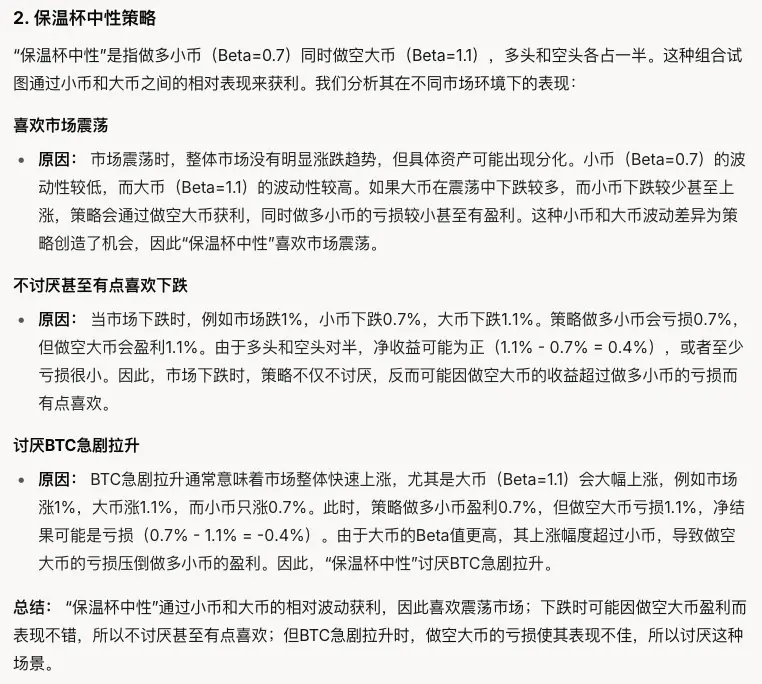 2. 保温杯中性策略
“保温杯中性”是指做多小币（Beta=0.7）同时做空大币（Beta=1.1），多头和空头各占一半。这种组合试
图通过小币和大币之间的相对表现来获利。我们分析其在不同市场环境下的表现：
喜欢市场震荡
• 原因： 市场震荡时，整体市场没有明显涨跌趋势，但具体资产可能出现分化。小币（Beta=0.7）的波
动性较低，而大币（Beta=1.1）的波动性较高。如果大币在震荡中下跌较多，而小币下跌较少甚至上
涨，策略会通过做空大币获利，同时做多小币的亏损较小甚至有盈利。这种小币和大币波动差异为策
略创造了机会，因此“保温杯中性”喜欢市场震荡。
不讨厌甚至有点喜欢下跌
• 原因： 当市场下跌时，例如市场跌1%，小币下跌0.7%，大币下跌1.1%。策略做多小币会亏损0.7%，
但做空大币会盈利1.1%。由于多头和空头对半，净收益可能为正（1.1% - 0.7% = 0.4%），或者至少
亏损很小。因此，市场下跌时，策略不仅不讨厌，反而可能因做空大币的收益超过做多小币的亏损而
有点喜欢。
讨厌BTC急剧拉升
• 原因： BTC急剧拉升通常意味着市场整体快速上涨，尤其是大币（Beta=1.1）会大幅上涨，例如市场
涨1%，大币涨1.1%，而小币只涨0.7%。此时，策略做多小币盈利0.7%，但做空大币亏损1.1%，净结
果可能是亏损（0.7% - 1.1% = -0.4%）。由于大币的Beta值更高，其上涨幅度超过小币，导致做空
大币的亏损压倒做多小币的盈利。因此，“保温杯中性”讨厌BTC急剧拉升。
总结： “保温杯中性”通过小币和大币的相对波动获利，因此喜欢震荡市场；下跌时可能因做空大币盈利而
表现不错，所以不讨厌甚至有点喜欢；但BTC急剧拉升时，做空大币的亏损使其表现不佳，所以讨厌这种
场景。